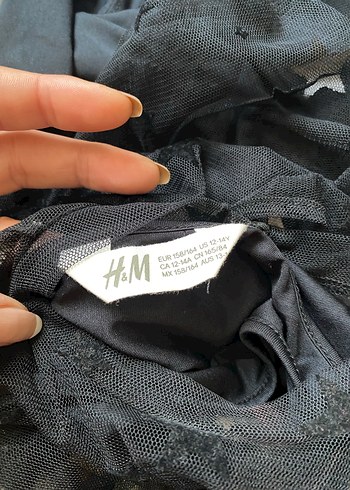 H&M
EUR 158/164 US 12-14Y
CA 12-14A CN 165/84
MX 158/164 AUS 13-